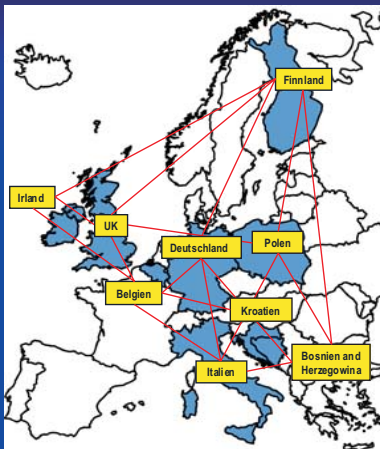 Finnland
Irland
UK
Deutschland
Polen
Belgien
Kroatien
Italien
Bosnien and
Herzegowina